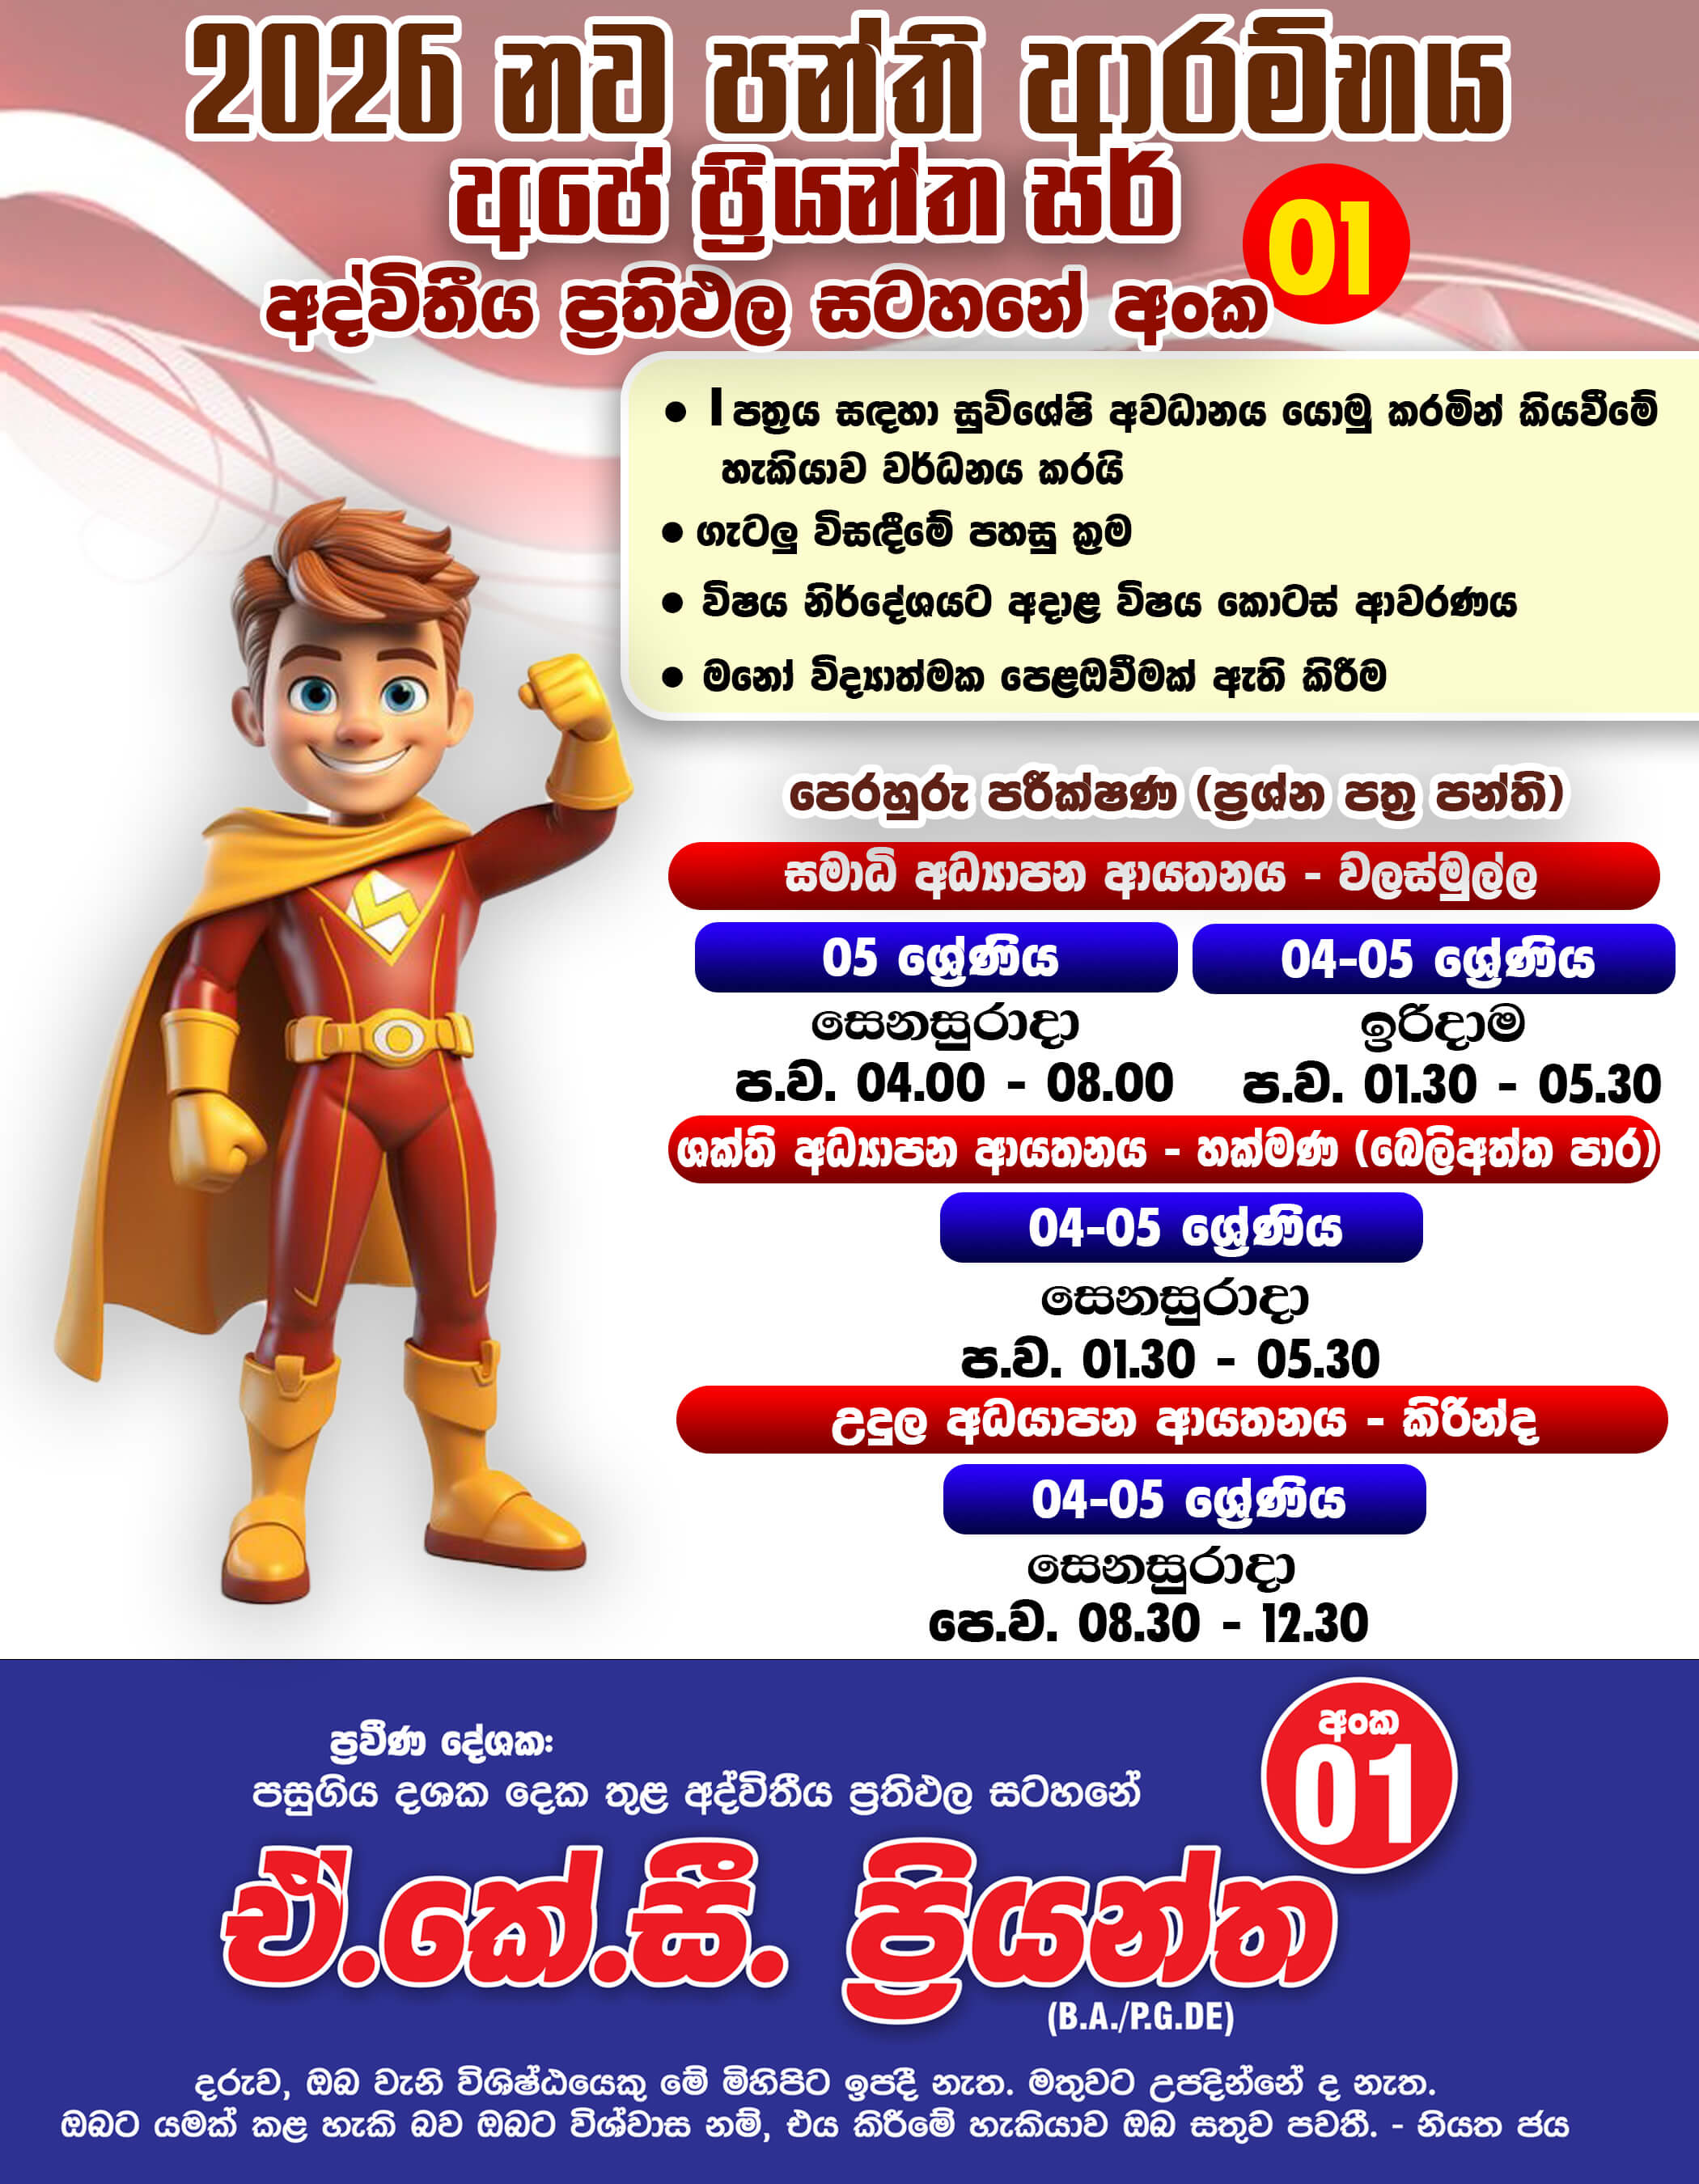 2026 නව පන්ති ආරම්භය
අපේ ප්‍රියන්ත සර්
අද්විතීය ප්‍රතිඵල සටහනේ අංක 01
● I පත්‍රය සඳහා සුවිශේෂි අවධානය යොමු කරමින් කියවීමේ
හැකියාව වර්ධනය කරයි
● ගැටලු විසඳීමේ පහසු ක්‍රම
● විෂය නිර්දේශයට අදාළ විෂය කොටස් ආවරණය
● මනෝ විද්‍යාත්මක පෙළඹවීමක් ඇති කිරීම
පෙරහුරු පරීක්ෂණ (ප්‍රශ්න පත්‍ර පන්ති)
සමාධි අධ්‍යාපන ආයතනය - වලස්මුල්ල
05 ශ්‍රේණිය
සෙනසුරාදා
ප.ව. 04.00 - 08.00
04-05 ශ්‍රේණිය
ඉරිදාම
ප.ව. 01.30 - 05.30
ශක්ති අධ්‍යාපන ආයතනය - හක්මණ (බෙලිඅත්ත පාර)
04-05 ශ්‍රේණිය
සෙනසුරාදා
ප.ව. 01.30 - 05.30
උදුල අධයාපන ආයතනය - කිරින්ද
04-05 ශ්‍රේණිය
සෙනසුරාදා
පෙ.ව. 08.30 - 12.30
ප්‍රවීණ දේශක:
පසුගිය දශක දෙක තුළ අද්විතීය ප්‍රතිඵල සටහනේ
අංක
01
ඒ.කේ.සී. ප්‍රියන්ත
(B.A./P.G.DE)
දරුව, ඔබ වැනි විශිෂ්ඨයෙකු මේ මිහිපිට ඉපදී නැත. මතුවට උපදින්නේ ද නැත.
ඔබට යමක් කළ හැකි බව ඔබට විශ්වාස නම්, එය කිරීමේ හැකියාව ඔබ සතුව පවතී. - නියත ජය